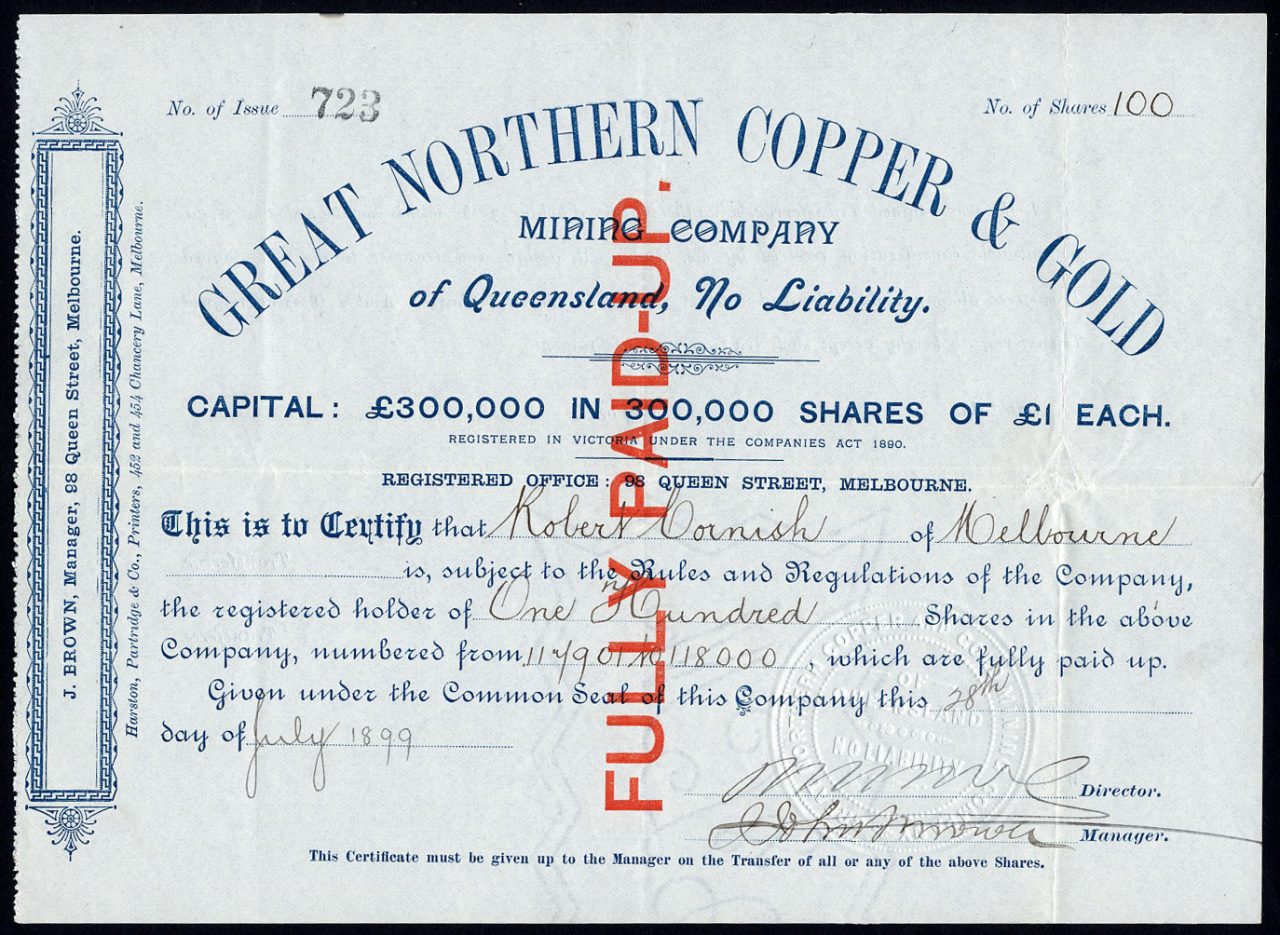 No. of Issue 723
No. of Shares 100
GREAT NORTHERN COPPER & GOLD
MINING COMPANY
of Queensland, No Liability.
CAPITAL: £300,000 IN 300,000 SHARES OF £1 EACH.
REGISTERED IN VICTORIA UNDER THE COMPANIES ACT 1890.
REGISTERED OFFICE: 98 QUEEN STREET, MELBOURNE.
This is to Certify that Robert Cornish of Melbourne
is, subject to the Rules and Regulations of the Company,
the registered holder of One Hundred Shares in the above
Company, numbered from 117901 to 118000, which are fully paid up.
Given under the Common Seal of this Company this 28th
day of July 1899
Director.
Manager.
This Certificate must be given up to the Manager on the Transfer of all or any of the above Shares.
FULLY PAID-UP.
J. BROWN, Manager, 98 Queen Street, Melbourne.
Harston, Partridge & Co., Printers, 452 and 454 Chancery Lane, Melbourne.
OF
QUEENSLAND
NO LIABILITY